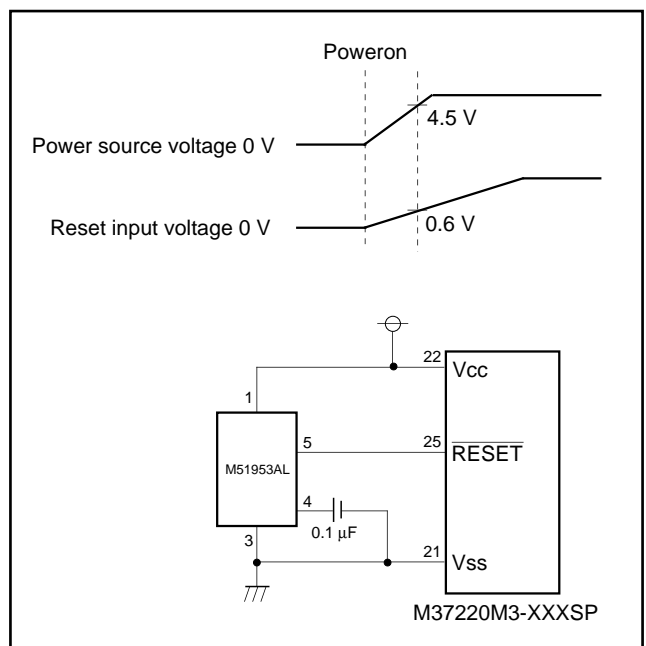 Poweron
4.5 V
Power source voltage 0 V
0.6 V
Reset input voltage 0 V
22
Vcc
1
5
25
RESET
M51953AL
4
0.1 μF
3
21
Vss
M37220M3-XXXSP